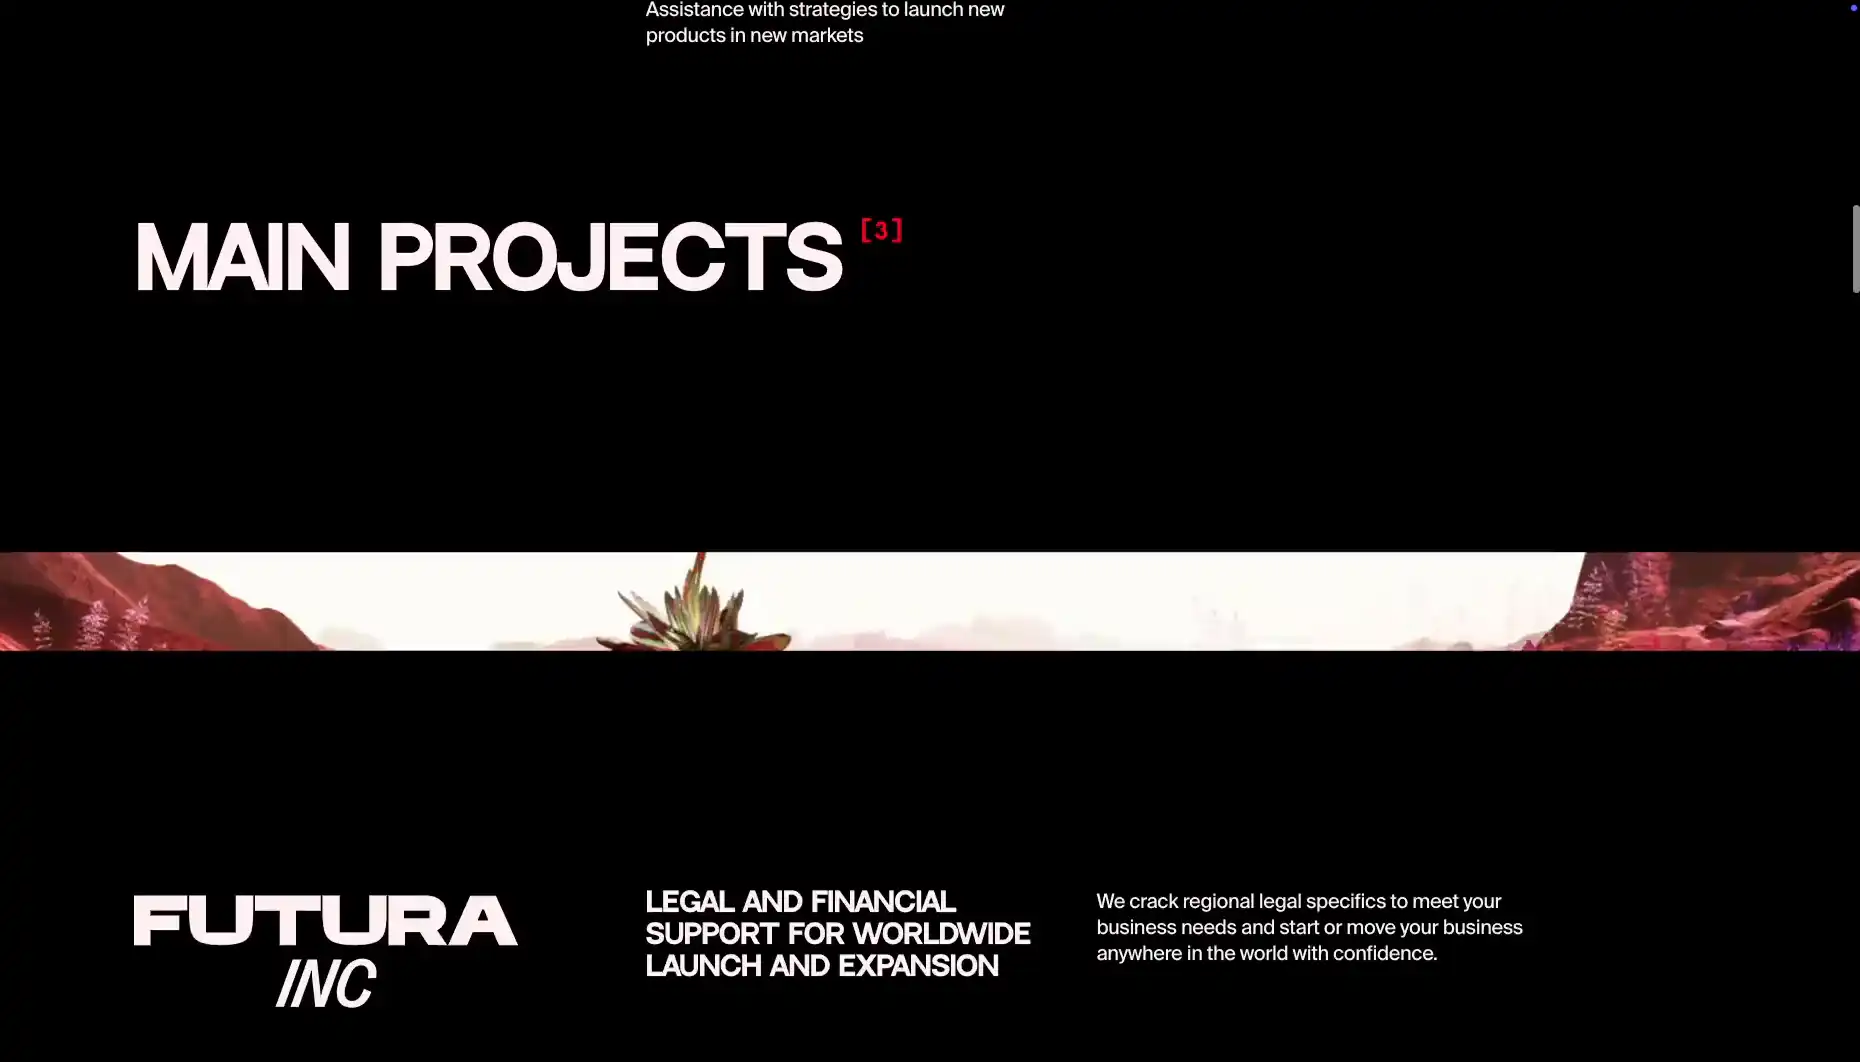 Assistance with strategies to launch new
products in new markets
MAIN PROJECTS [3]
FUTURA
INC
LEGAL AND FINANCIAL
SUPPORT FOR WORLDWIDE
LAUNCH AND EXPANSION
We crack regional legal specifics to meet your
business needs and start or move your business
anywhere in the world with confidence.